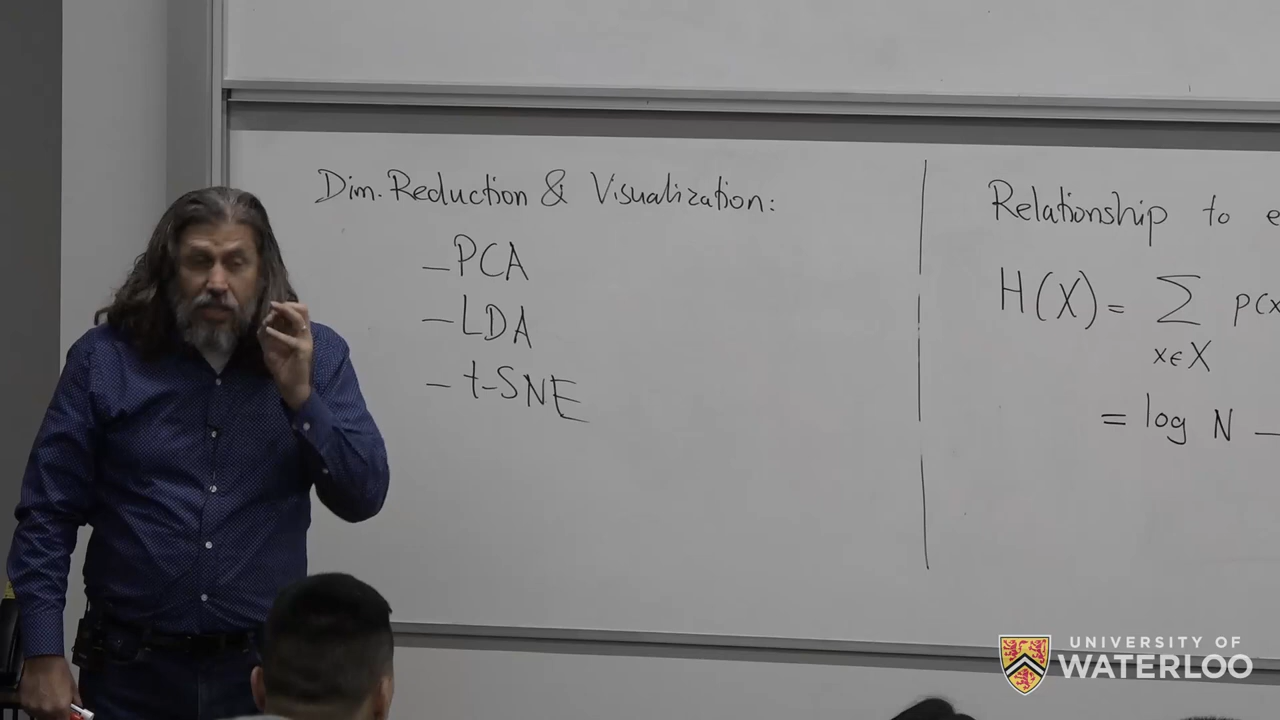 Dim. Reduction & Visualization:
– PCA
– LDA
– t-SNE
Relationship to
H(X) = Σ p(x
x∈X
= log N –
UNIVERSITY OF
WATERLOO